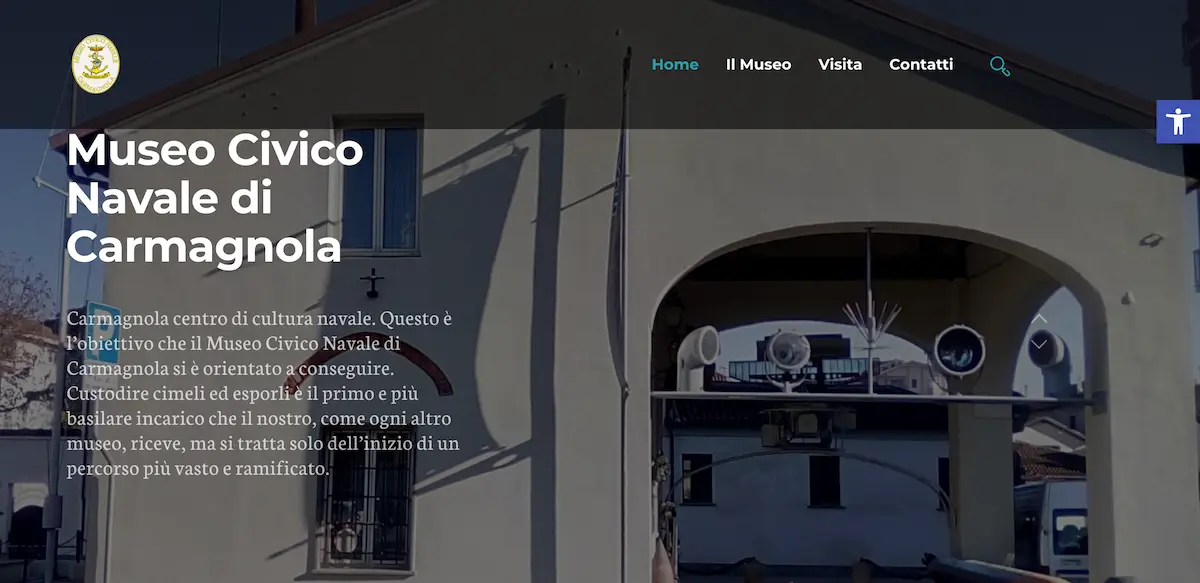 Home Il Museo Visita Contatti
Museo Civico
Navale di
Carmagnola
Carmagnola centro di cultura navale. Questo è
l'obiettivo che il Museo Civico Navale di
Carmagnola si è orientato a conseguire.
Custodire cimeli ed esporli è il primo e più
basilare incarico che il nostro, come ogni altro
museo, riceve, ma si tratta solo dell'inizio di un
percorso più vasto e ramificato.
P